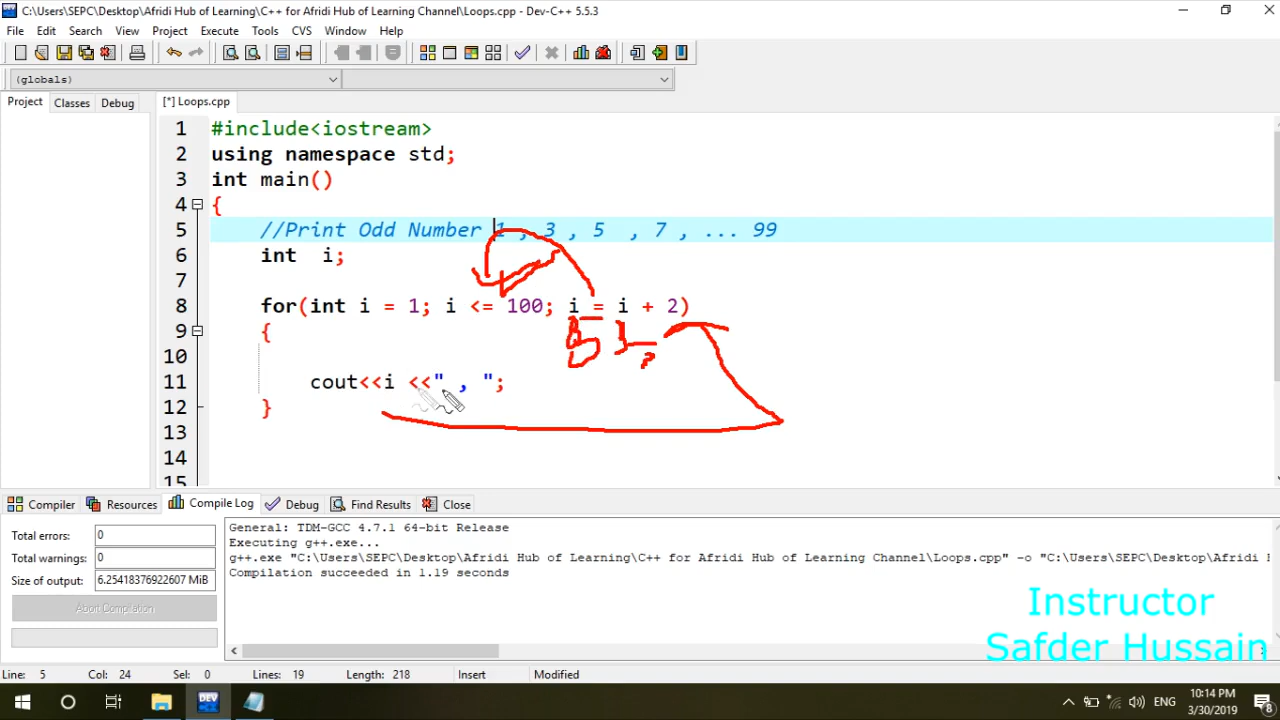 C:\Users\SEPC\Desktop\Afridi Hub of Learning\C++ for Afridi Hub of Learning Channel\Loops.cpp - Dev-C++ 5.5.3
File Edit Search View Project Execute Tools CVS Window Help
(globals)
Project Classes Debug [*] Loops.cpp
1 #include<iostream>
2 using namespace std;
3 int main()
4 {
5 //Print Odd Number 1 , 3 , 5 , 7 , ... 99
6 int i;
7
8 for(int i = 1; i <= 100; i = i + 2)
9 {
10
11 cout<<i <<" , ";
12 }
13
14
15
Compiler Resources Compile Log Debug Find Results Close
Total errors: 0
Total warnings: 0
Size of output: 6.25418376922607 MiB
Abort Compilation
General: TDM-GCC 4.7.1 64-bit Release
Executing g++.exe...
g++.exe "C:\Users\SEPC\Desktop\Afridi Hub of Learning\C++ for Afridi Hub of Learning Channel\Loops.cpp" -o "C:\Users\SEPC\Desktop\Afridi
Compilation succeeded in 1.19 seconds
Instructor
Safder Hussain
Line: 5 Col: 24 Sel: 0 Lines: 19 Length: 218 Insert Modified
DEV ENG 10:14 PM
3/30/2019 8